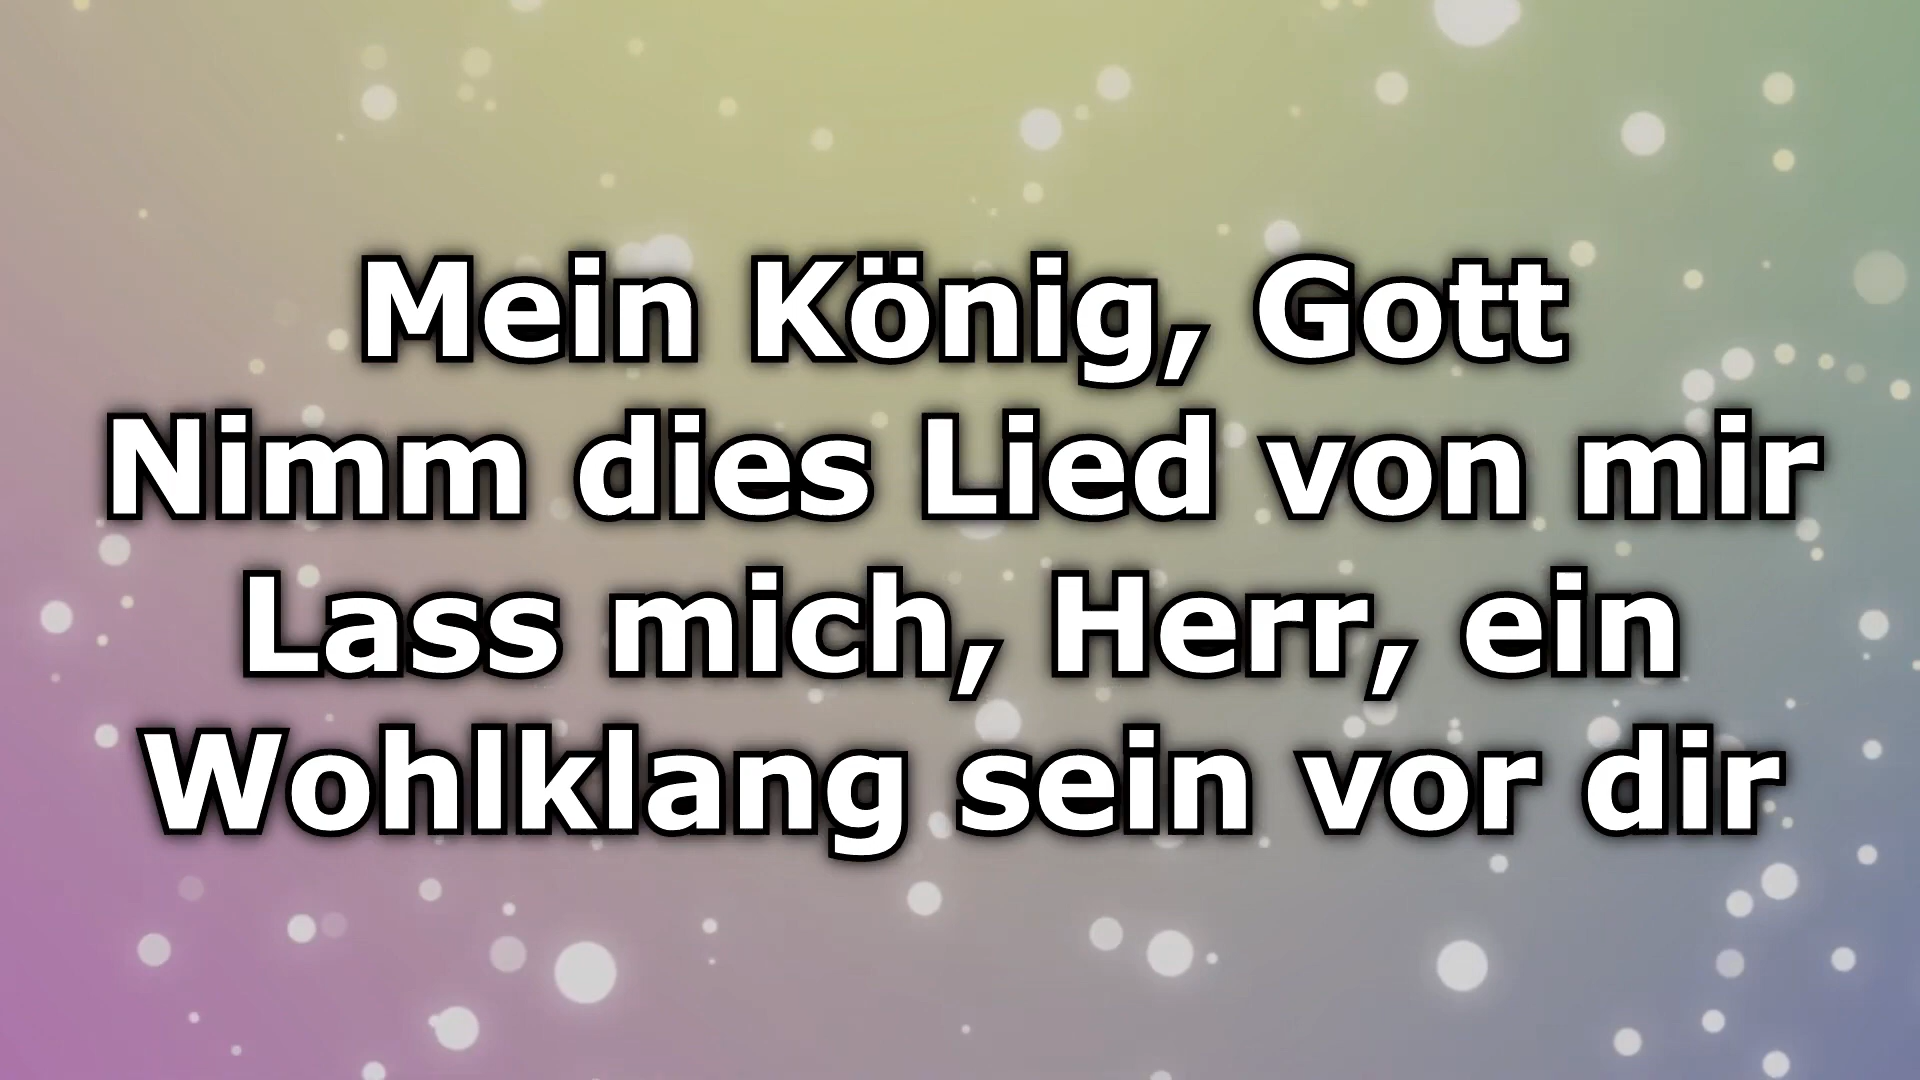 Mein König, Gott
Nimm dies Lied von mir
Lass mich, Herr, ein
Wohlklang sein vor dir